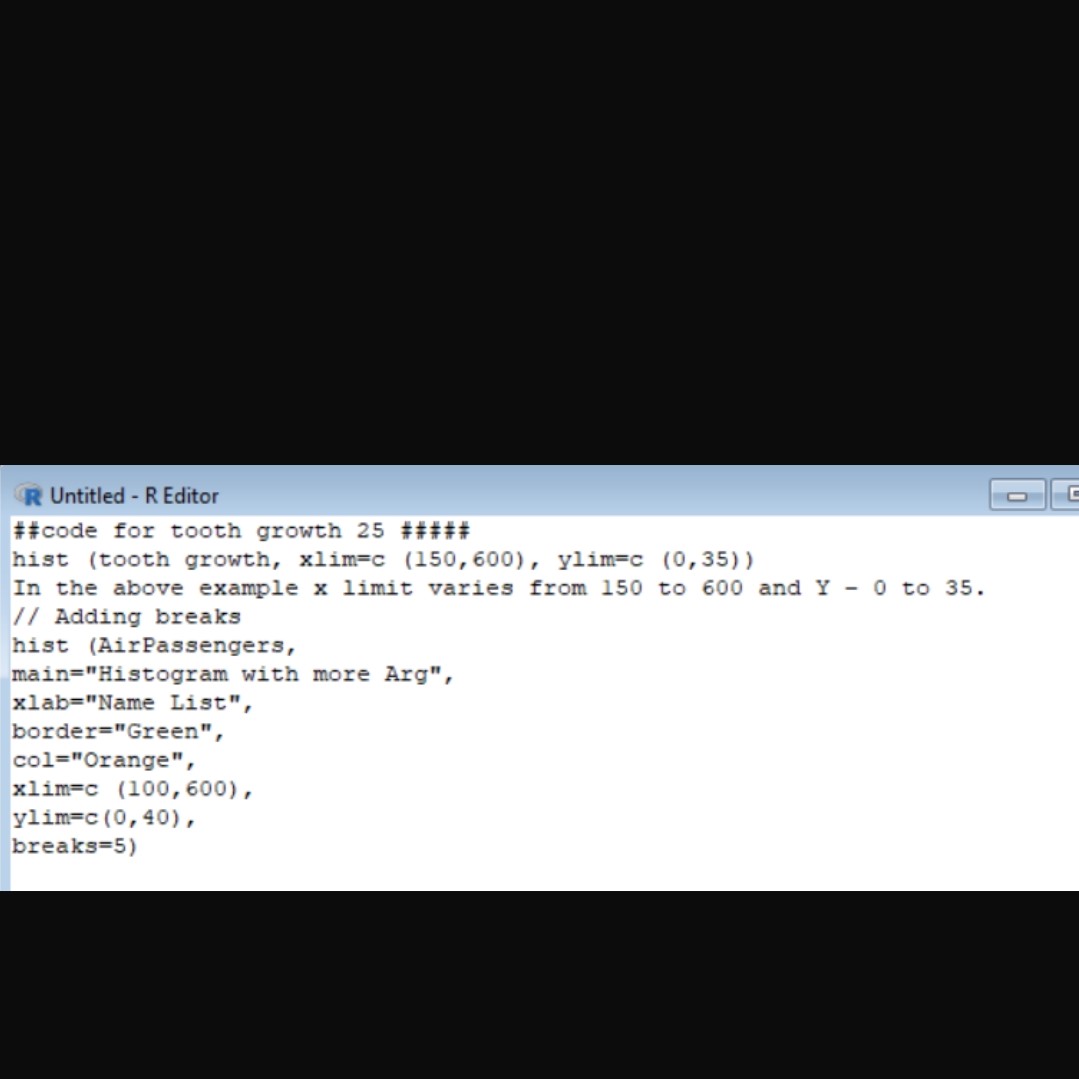 Untitled - R Editor
##code for tooth growth 25 #####
hist (tooth growth, xlim=c (150,600), ylim=c (0,35))
In the above example x limit varies from 150 to 600 and Y - 0 to 35.
// Adding breaks
hist (AirPassengers,
main="Histogram with more Arg",
xlab="Name List",
border="Green",
col="Orange",
xlim=c (100,600),
ylim=c(0,40),
breaks=5)